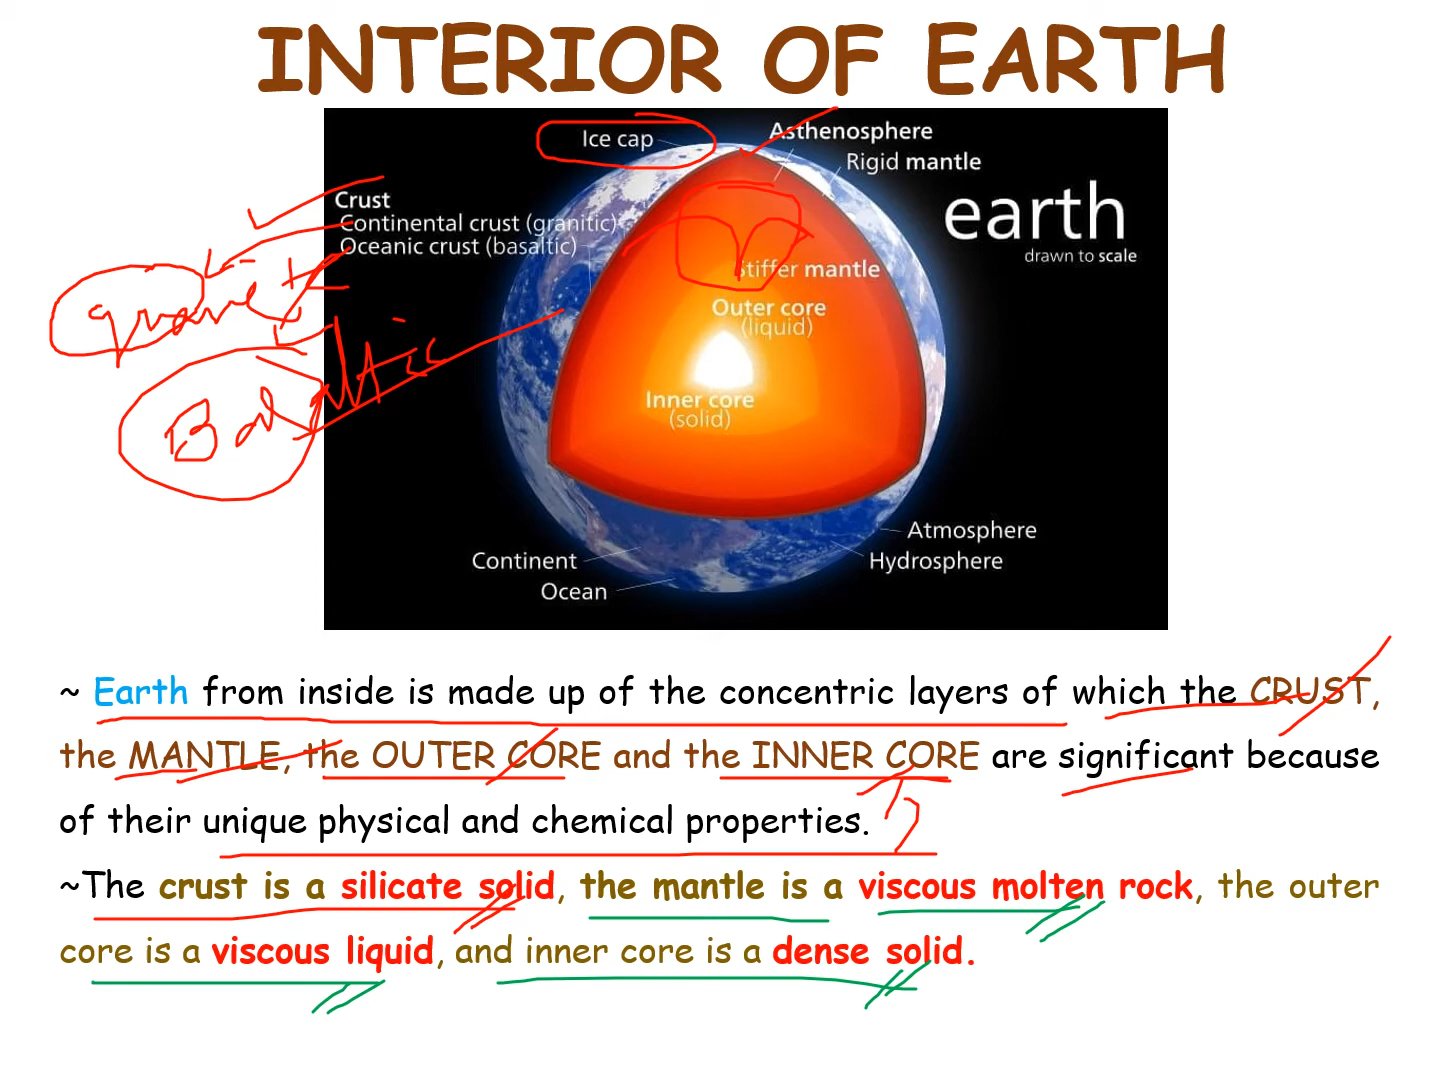 INTERIOR OF EARTH
Ice cap
Asthenosphere
Rigid mantle
Crust
Continental crust (granitic)
Oceanic crust (basaltic)
earth
drawn to scale
Stiffer mantle
Outer core
(liquid)
Inner core
(solid)
Atmosphere
Continent
Hydrosphere
Ocean
~ Earth from inside is made up of the concentric layers of which the CRUST,
the MANTLE, the OUTER CORE and the INNER CORE are significant because
of their unique physical and chemical properties.
~The crust is a silicate solid, the mantle is a viscous molten rock, the outer
core is a viscous liquid, and inner core is a dense solid.